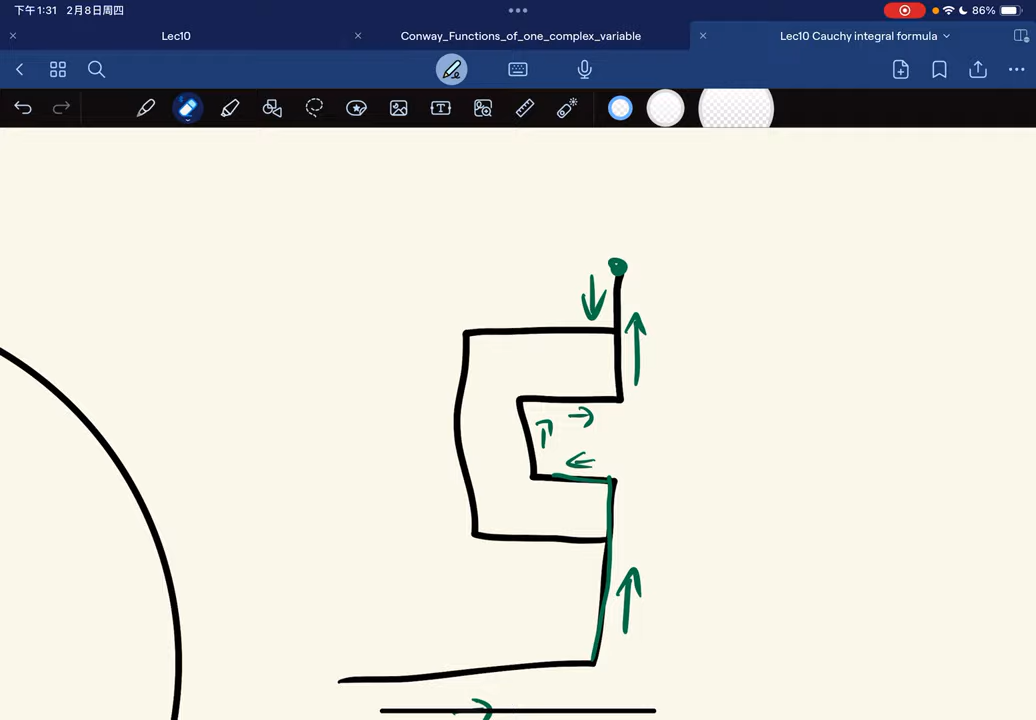 下午1:31 2月8日周四
86%
Lec10
Conway_Functions_of_one_complex_variable
Lec10 Cauchy integral formula